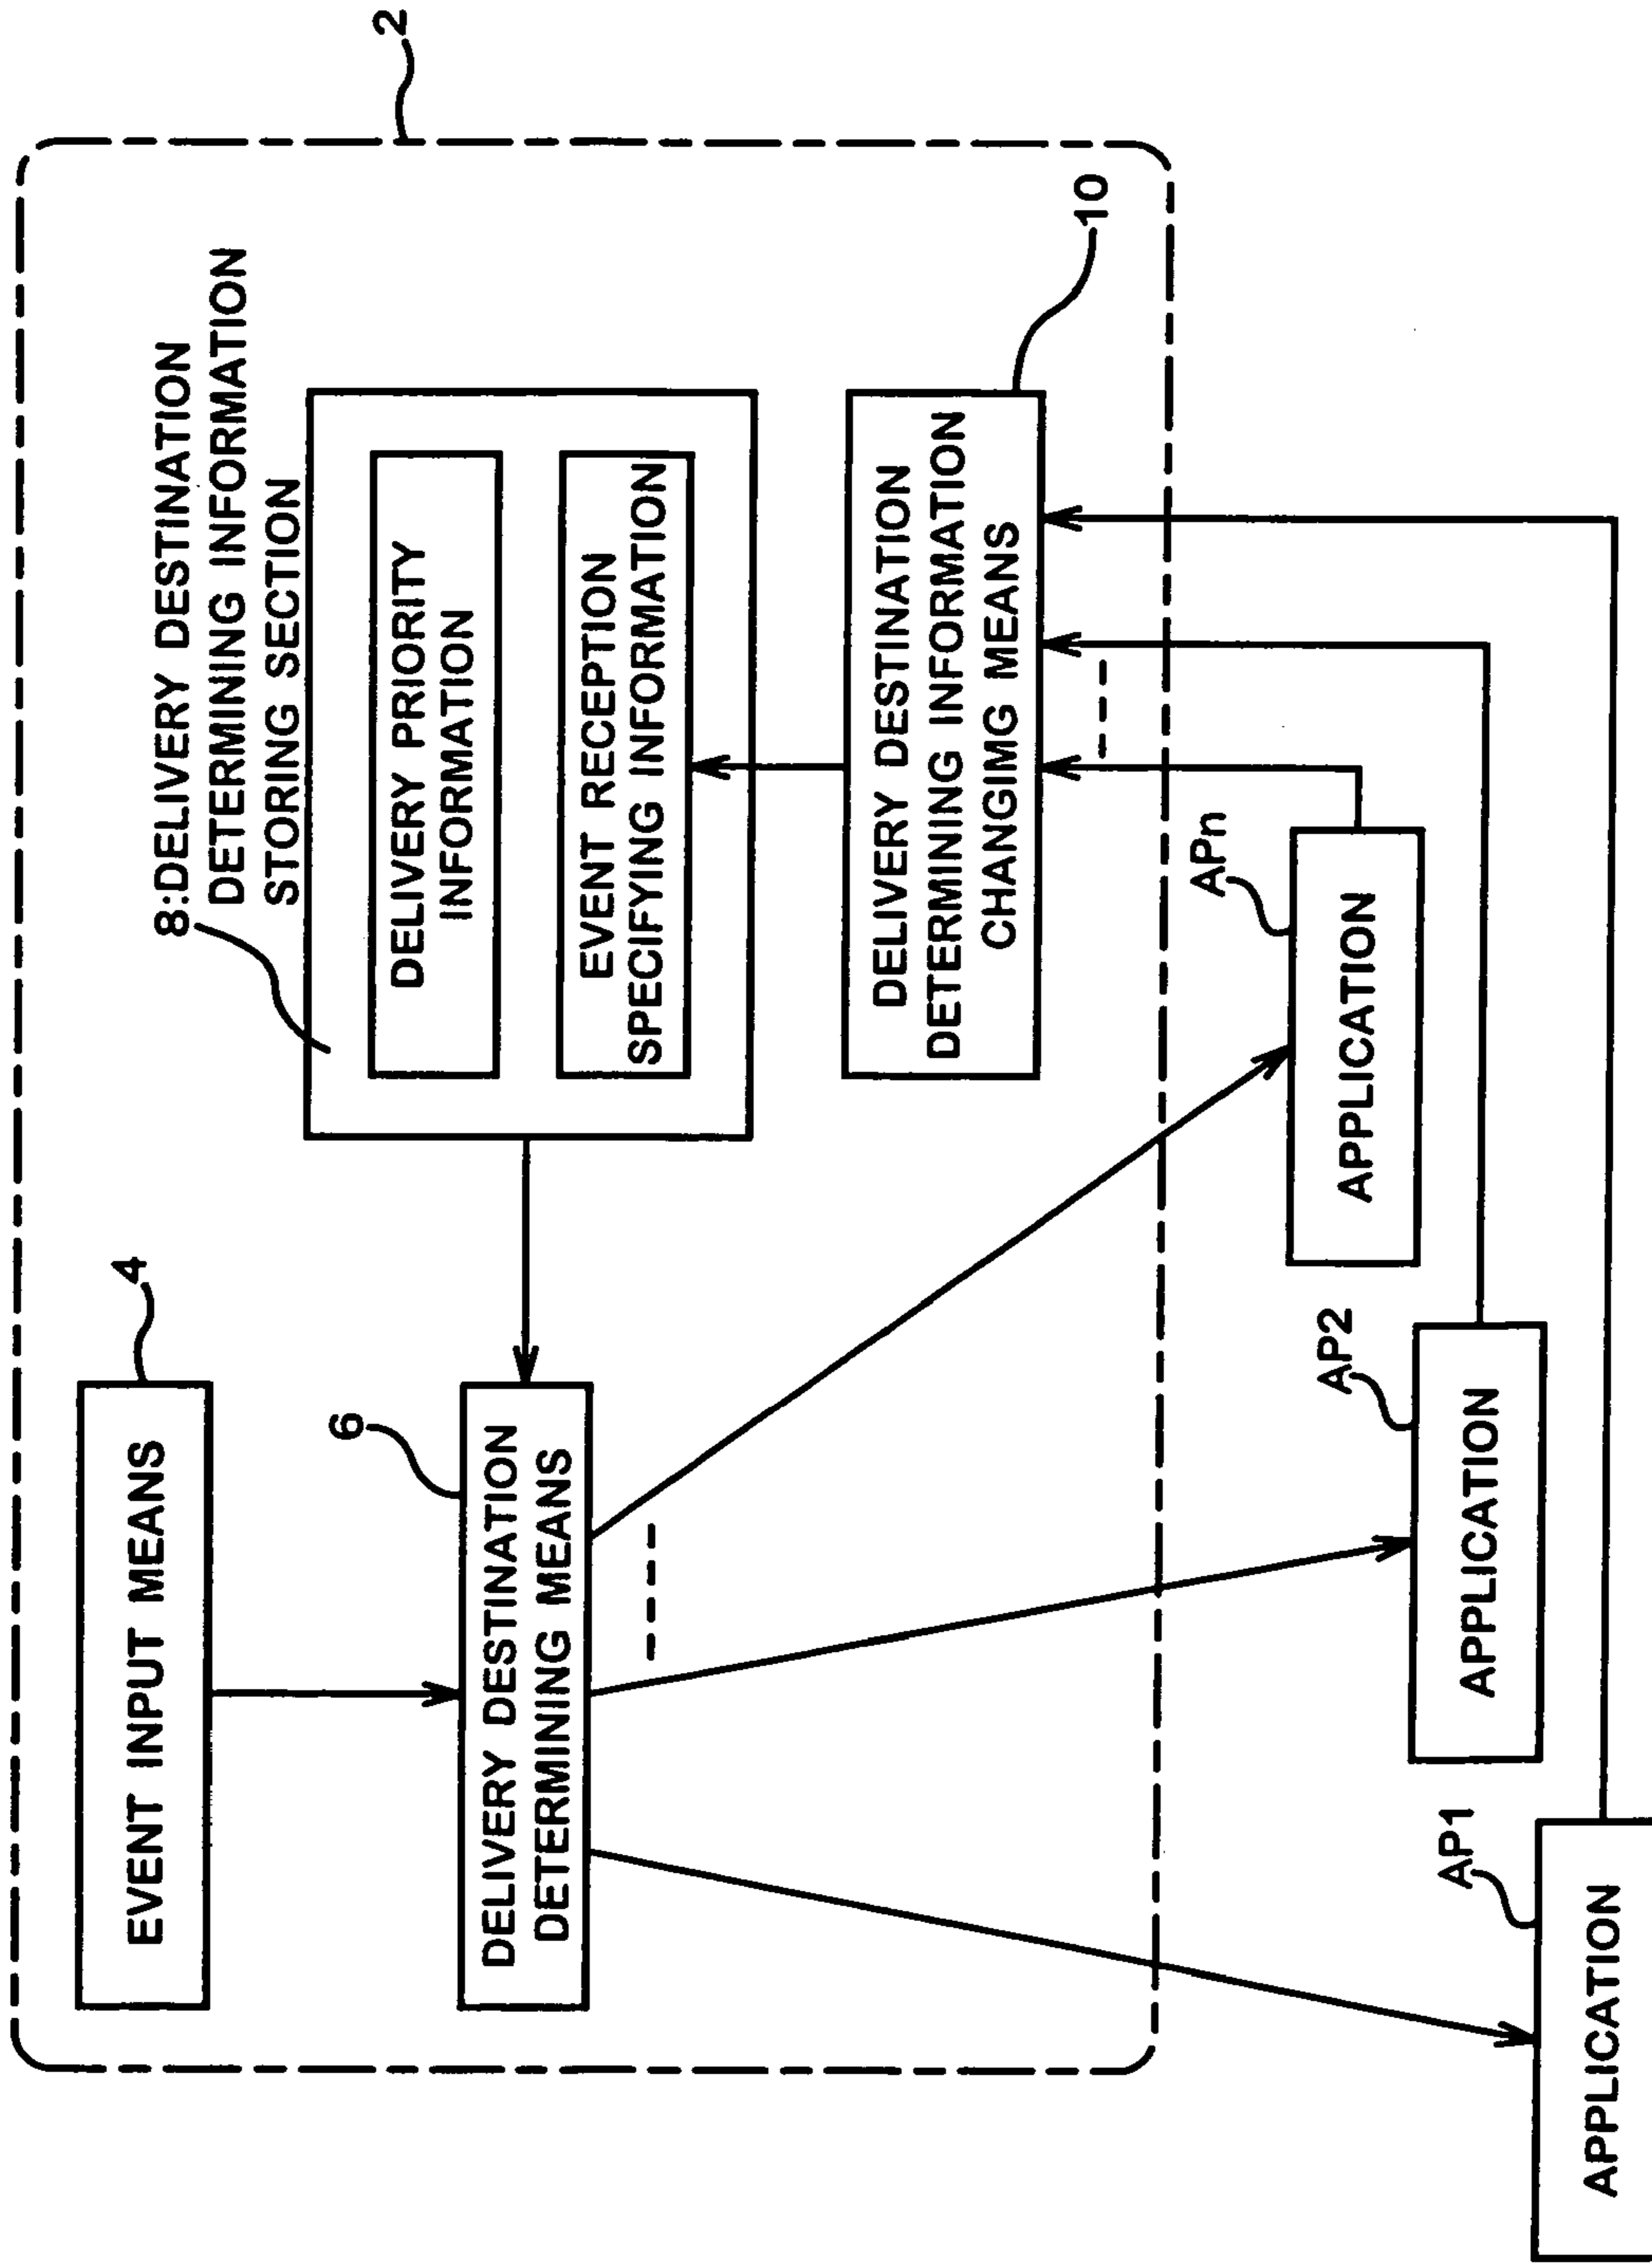 2
4
EVENT INPUT MEANS
8:DELIVERY DESTINATION
DETERMINING INFORMATION
STORING SECTION
6
DELIVERY DESTINATION
DETERMINING MEANS
DELIVERY PRIORITY
INFORMATION
EVENT RECEPTION
SPECIFYING INFORMATION
10
DELIVERY DESTINATION
DETERMINING INFORMATION
CHANGIMG MEANS
APn
APPLICATION
AP2
APPLICATION
AP1
APPLICATION